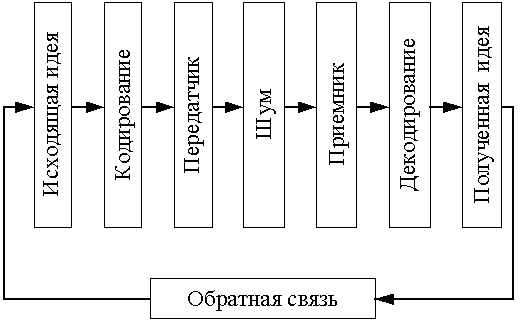 Исходящая идея
Кодирование
Передатчик
Шум
Приемник
Декодирование
Полученная идея
Обратная связь